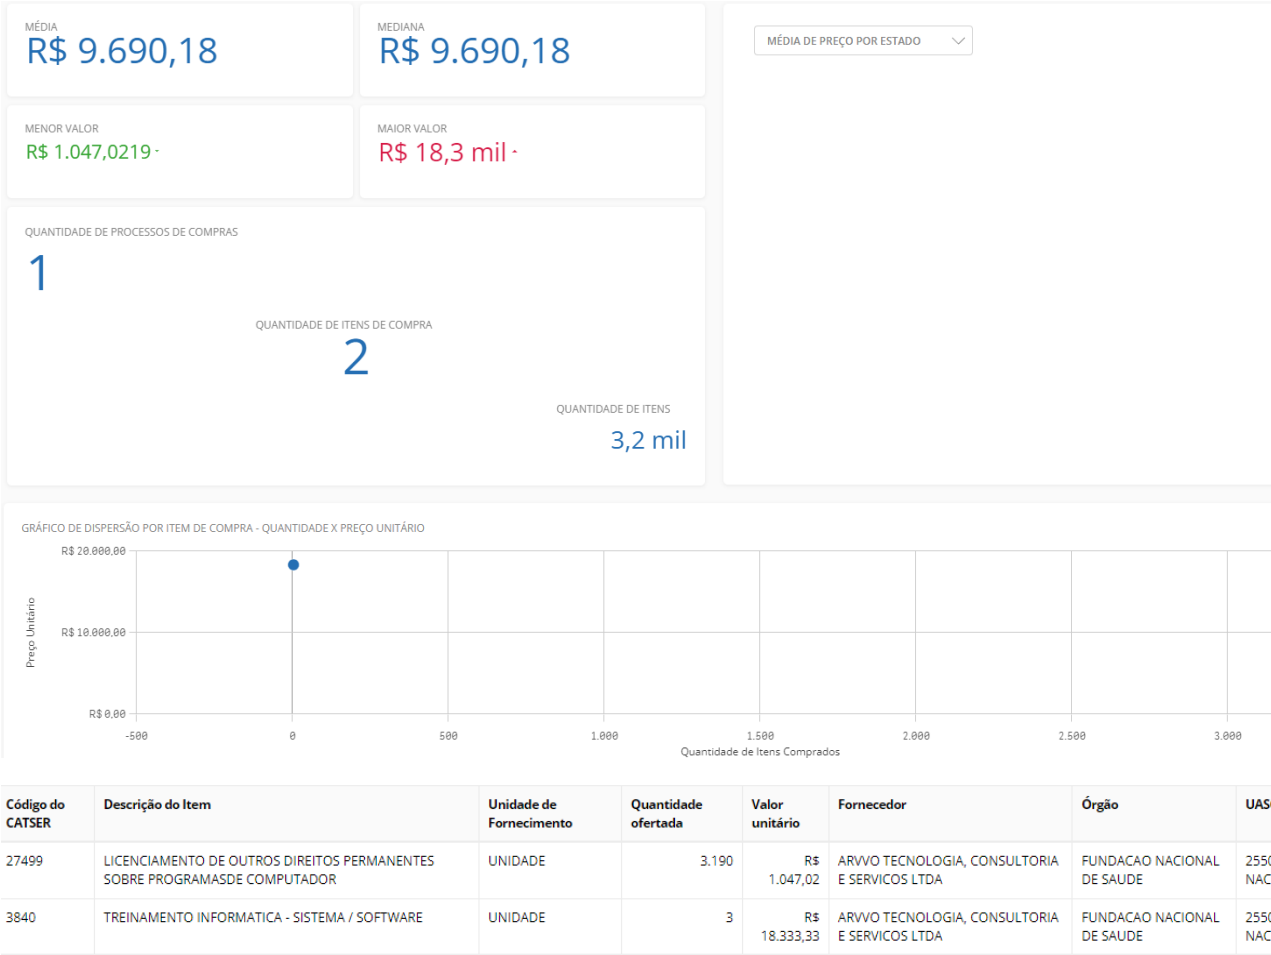 MÉDIA
R$ 9.690,18
MEDIANA
R$ 9.690,18
MÉDIA DE PREÇO POR ESTADO
MENOR VALOR
R$ 1.047,0219 -
MAIOR VALOR
R$ 18,3 mil -
QUANTIDADE DE PROCESSOS DE COMPRAS
1
QUANTIDADE DE ITENS DE COMPRA
2
QUANTIDADE DE ITENS
3,2 mil
GRÁFICO DE DISPERSÃO POR ITEM DE COMPRA - QUANTIDADE X PREÇO UNITÁRIO
R$ 20.000,00
R$ 10.000,00
R$ 0,00
Preço Unitário
-500 0 500 1.000 1.500 2.000 2.500 3.000
Quantidade de Itens Comprados
Código do CATSER Descrição do Item Unidade de Fornecimento Quantidade ofertada Valor unitário Fornecedor Órgão
27499 LICENCIAMENTO DE OUTROS DIREITOS PERMANENTES SOBRE PROGRAMASDE COMPUTADOR UNIDADE 3.190 R$ 1.047,02 ARVVO TECNOLOGIA, CONSULTORIA E SERVICOS LTDA FUNDACAO NACIONAL DE SAUDE
3840 TREINAMENTO INFORMATICA - SISTEMA / SOFTWARE UNIDADE 3 R$ 18.333,33 ARVVO TECNOLOGIA, CONSULTORIA E SERVICOS LTDA FUNDACAO NACIONAL DE SAUDE